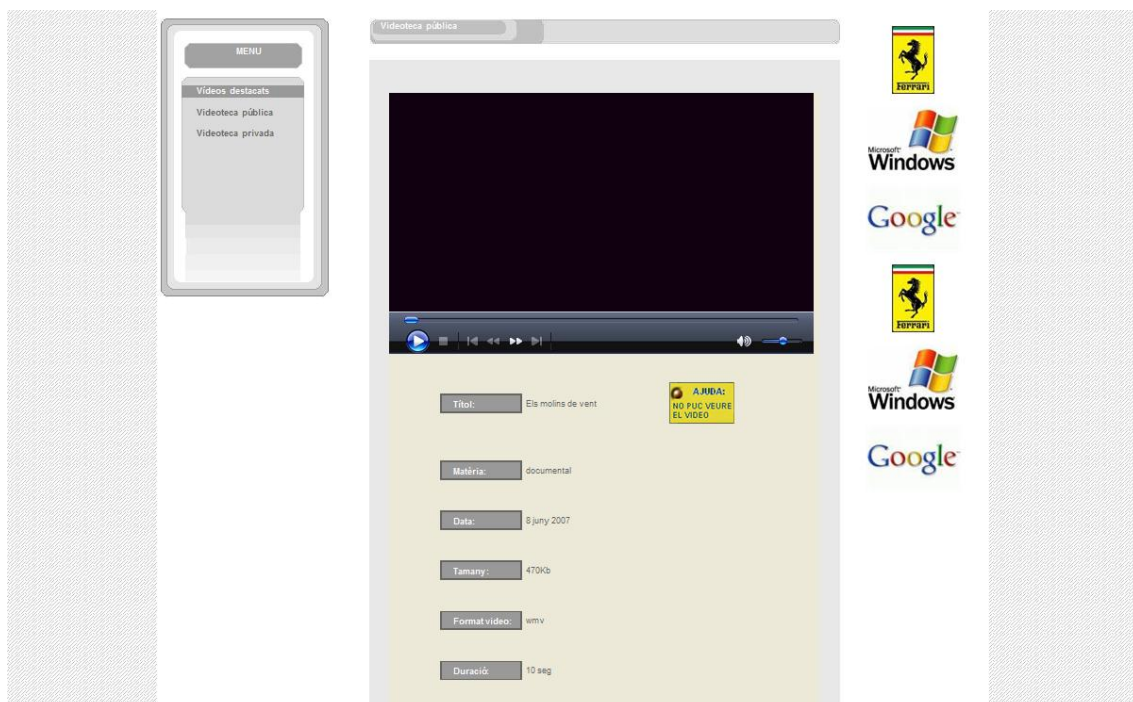 MENU
Vídeos destacats
Videoteca pública
Videoteca privada
Videoteca pública
Títol:
Els molins de vent
AJUDA:
NO PUC VEURE
EL VIDEO
Matèria:
documental
Data:
8 juny 2007
Tamany:
470Kb
Format video:
wmv
Duració:
10 seg
Ferrari
Microsoft
Windows
Google
Ferrari
Microsoft
Windows
Google